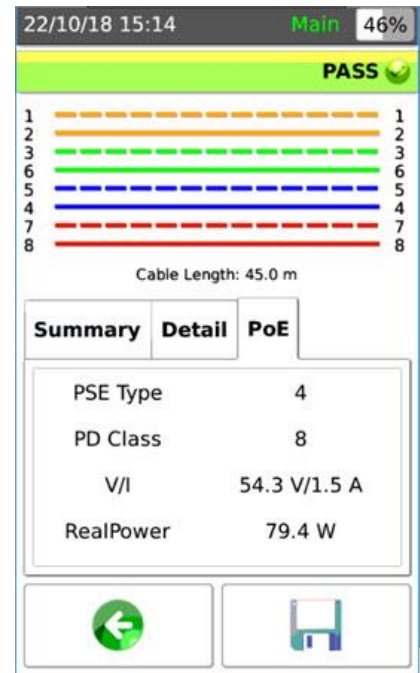 22/10/18 15:14 Main 46%
PASS
1 1
2 2
3 3
6 6
5 5
4 4
7 7
8 8
Cable Length: 45.0 m
Summary Detail PoE
PSE Type 4
PD Class 8
V/I 54.3 V/1.5 A
RealPower 79.4 W